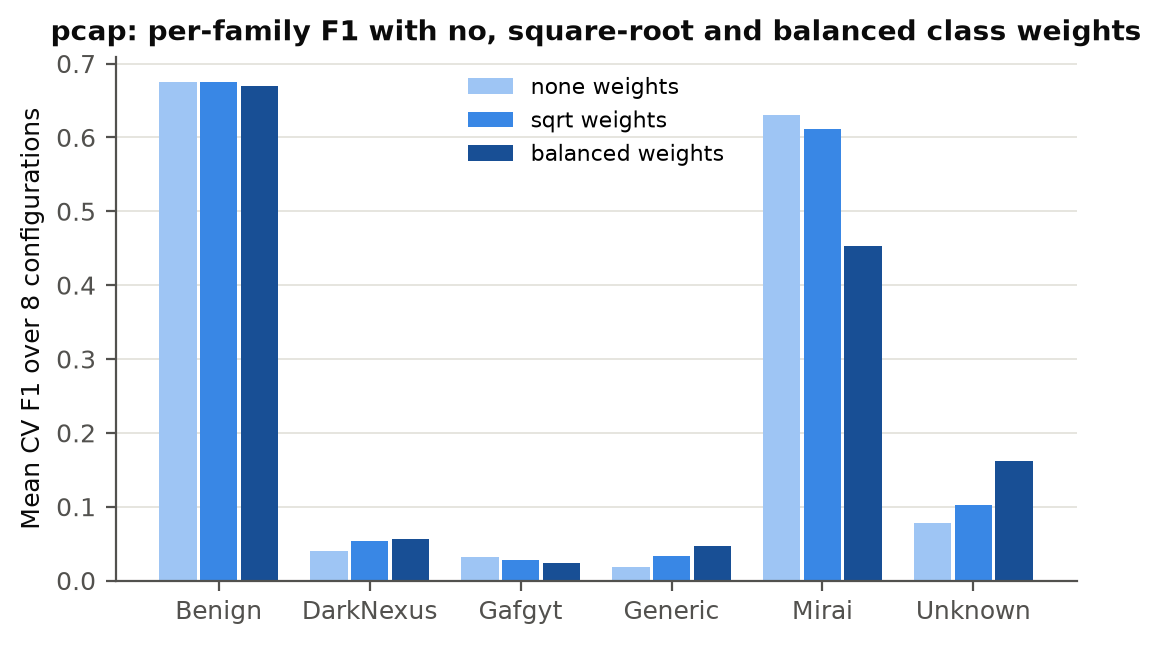 pcap: per-family F1 with no, square-root and balanced class weights
none weights
sqrt weights
balanced weights
Mean CV F1 over 8 configurations
0.7
0.6
0.5
0.4
0.3
0.2
0.1
0.0
Benign DarkNexus Gafgyt Generic Mirai Unknown